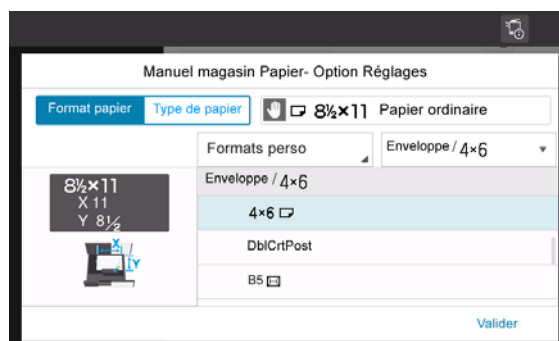 Manuel magasin Papier- Option Réglages
Format papier Type de papier 8½×11 Papier ordinaire
Formats perso Enveloppe / 4×6
8½×11
X 11
Y 8½
X
Y
Enveloppe / 4×6
4×6
DblCrtPost
B5
Valider